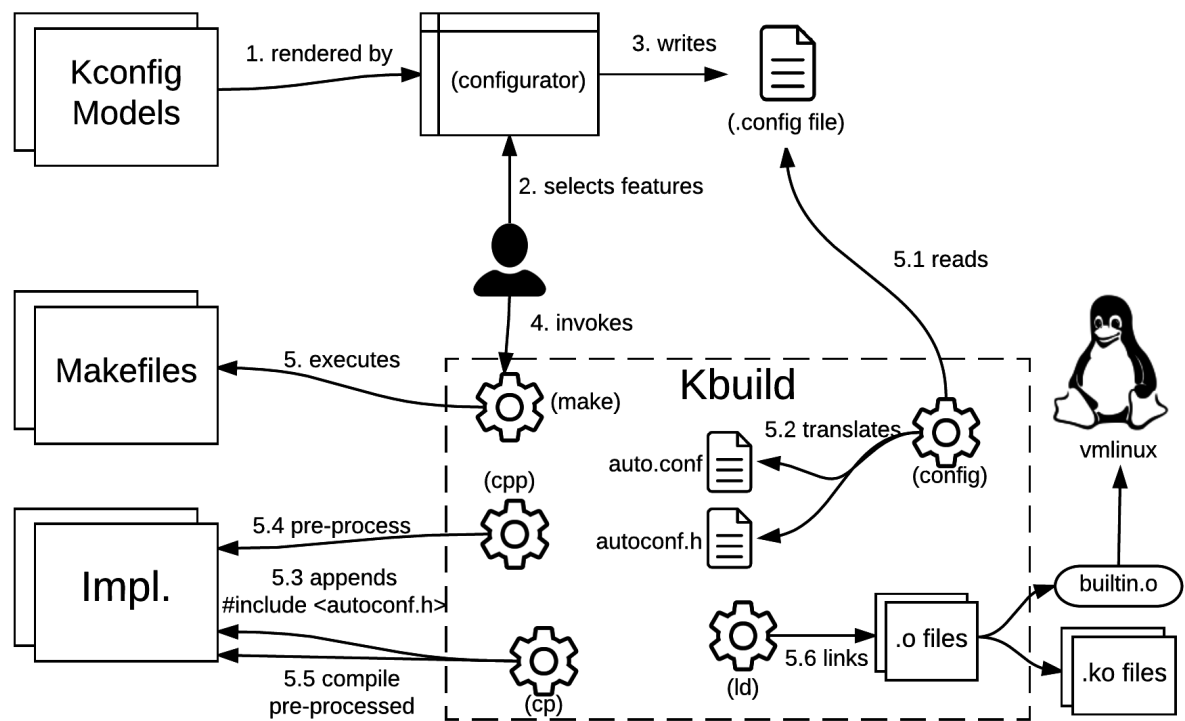 Kconfig
Models
1. rendered by
(configurator)
3. writes
(.config file)
2. selects features
5.1 reads
4. invokes
Makefiles
5. executes
(make)
Kbuild
5.2 translates
auto.conf
autoconf.h
(config)
vmlinux
(cpp)
5.4 pre-process
Impl.
5.3 appends
#include <autoconf.h>
5.5 compile
pre-processed
(cp)
(ld)
5.6 links
.o files
builtin.o
.ko files